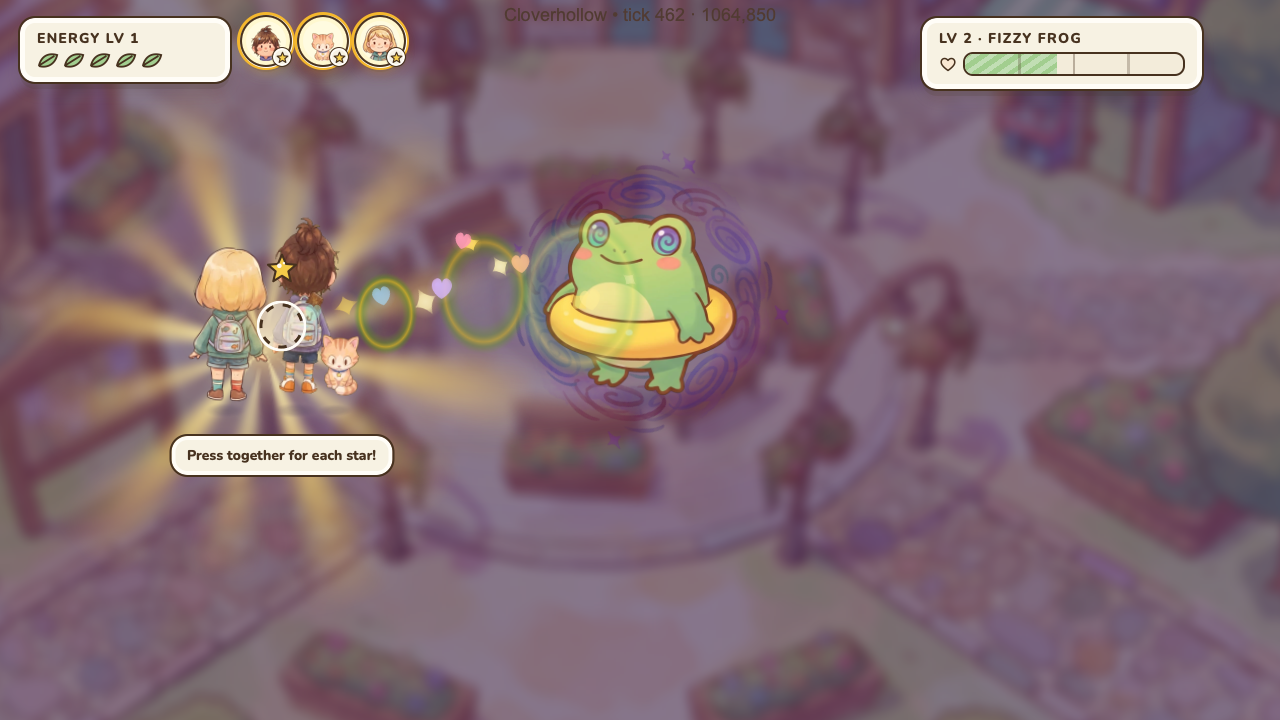 Cloverhollow • tick 462 · 1064,850
ENERGY LV 1
LV 2 · FIZZY FROG
Press together for each star!